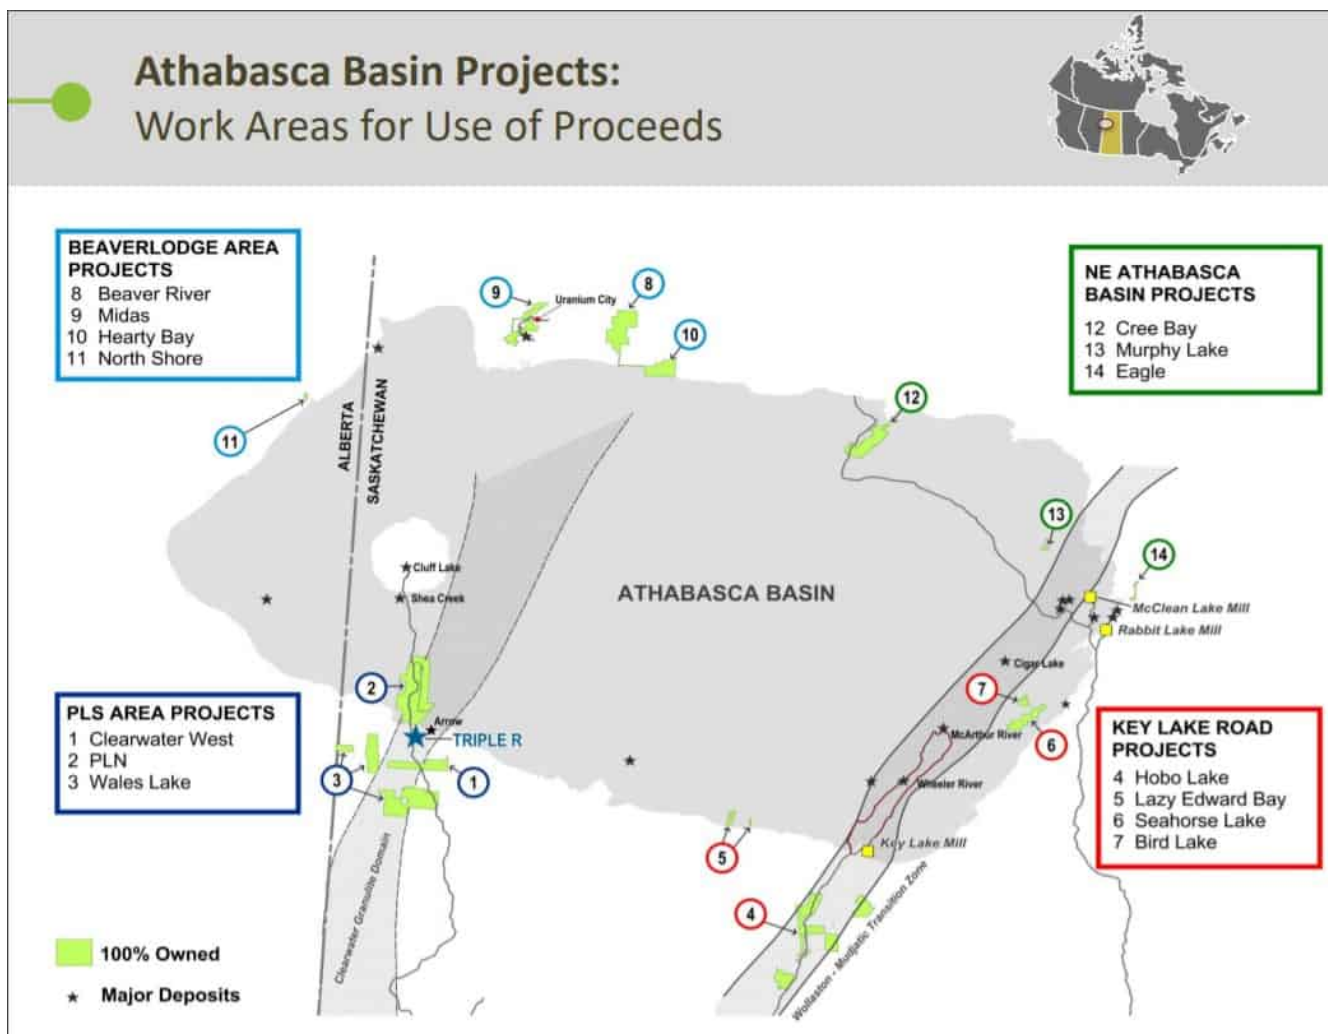 Athabasca Basin Projects:
Work Areas for Use of Proceeds
BEAVERLODGE AREA
PROJECTS
8 Beaver River
9 Midas
10 Hearty Bay
11 North Shore
NE ATHABASCA
BASIN PROJECTS
12 Cree Bay
13 Murphy Lake
14 Eagle
9
Uranium City
8
10
12
11
ALBERTA
SASKATCHEWAN
13
14
Cluff Lake
Shea Creek
ATHABASCA BASIN
McClean Lake Mill
Rabbit Lake Mill
Cigar Lake
2
7
Arrow
TRIPLE R
McArthur River
6
PLS AREA PROJECTS
1 Clearwater West
2 PLN
3 Wales Lake
3
1
Wheeler River
KEY LAKE ROAD
PROJECTS
4 Hobo Lake
5 Lazy Edward Bay
6 Seahorse Lake
7 Bird Lake
5
Key Lake Mill
4
Clearwater Granulite Domain
Wollaston - Mudjatic Transition Zone
100% Owned
Major Deposits